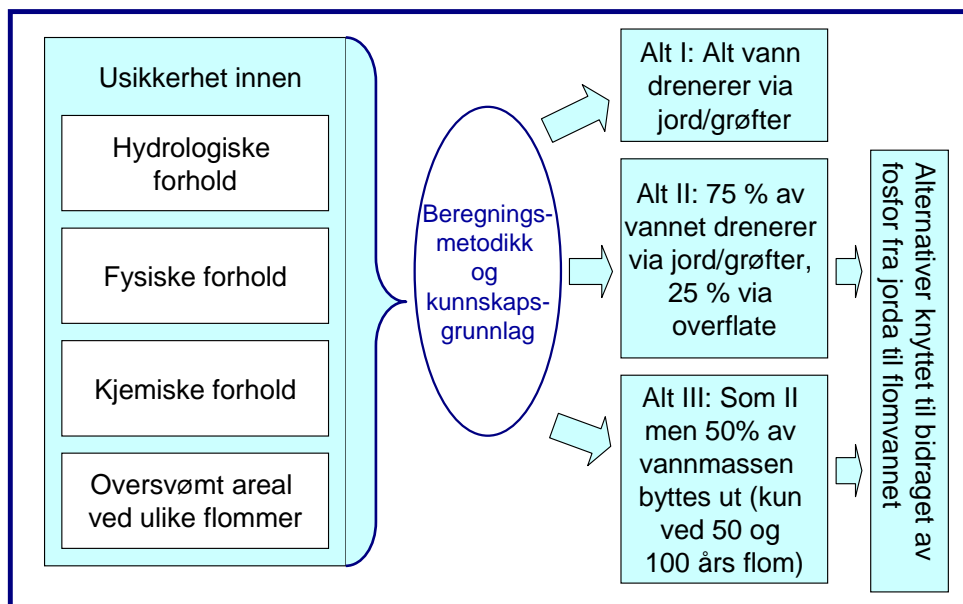 Usikkerhet innen
Hydrologiske
forhold
Fysiske forhold
Kjemiske forhold
Oversvømt areal
ved ulike flommer
Beregnings-
metodikk
og
kunnskaps-
grunnlag
Alt I: Alt vann
drenerer via
jord/grøfter
Alt II: 75 % av
vannet drenerer
via jord/grøfter,
25 % via
overflate
Alt III: Som II
men 50% av
vannmassen
byttes ut (kun
ved 50 og
100 års flom)
Alternativer knyttet til bidraget av
fosfor fra jorda til flomvannet